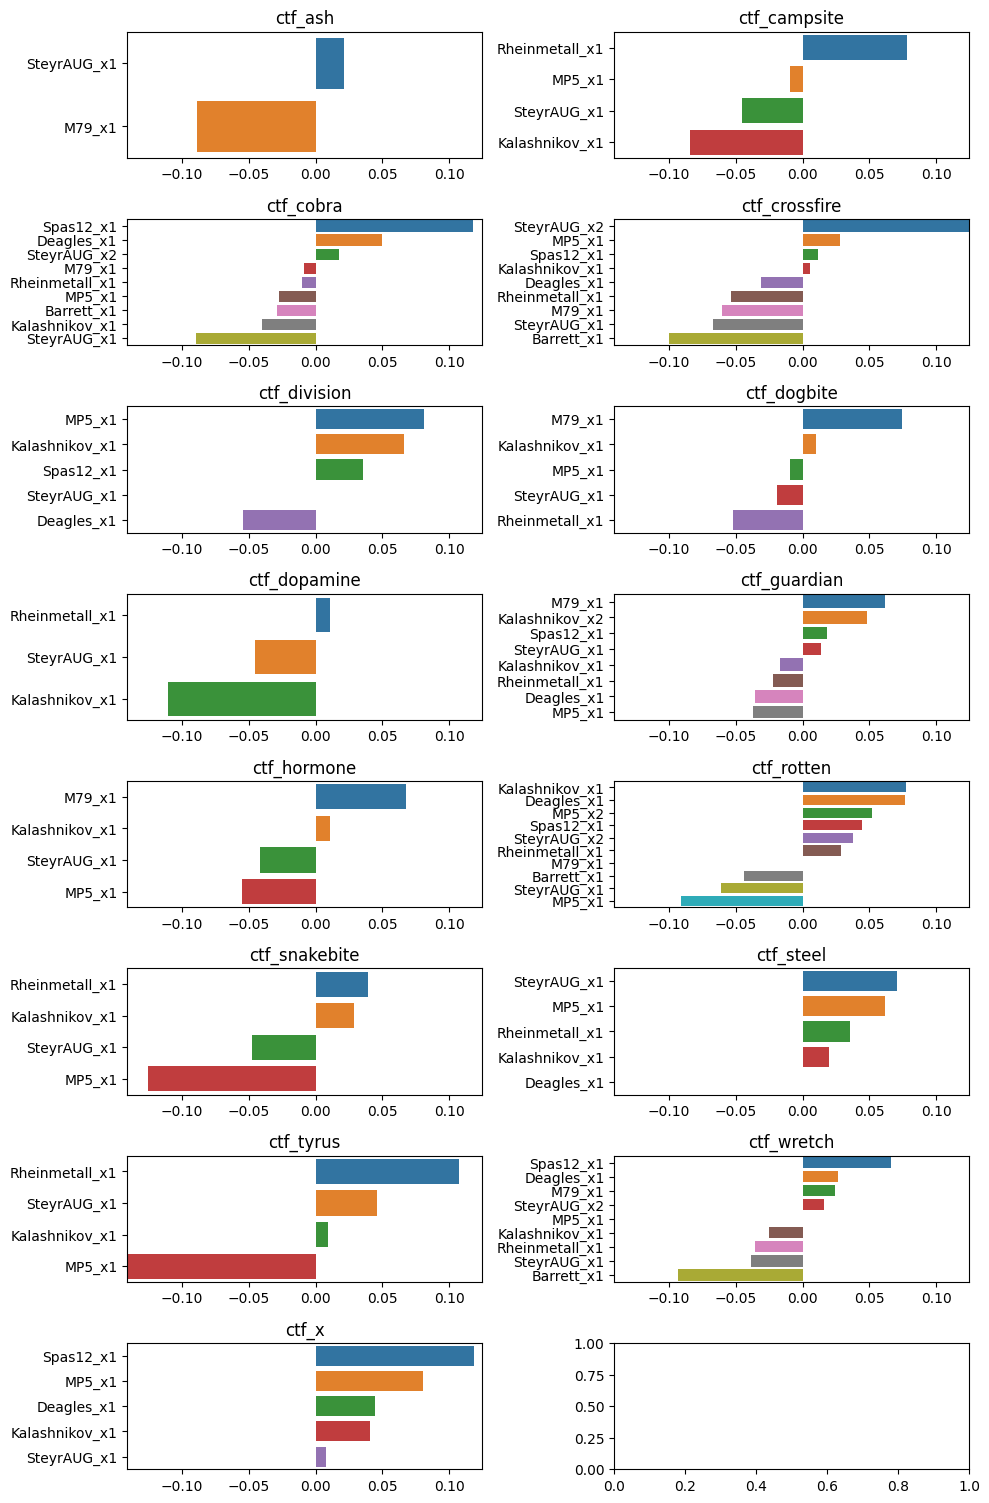 ctf_ash
SteyrAUG_x1
M79_x1
−0.10 −0.05 0.00 0.05 0.10
ctf_campsite
Rheinmetall_x1
MP5_x1
SteyrAUG_x1
Kalashnikov_x1
−0.10 −0.05 0.00 0.05 0.10
ctf_cobra
Spas12_x1
Deagles_x1
SteyrAUG_x2
M79_x1
Rheinmetall_x1
MP5_x1
Barrett_x1
Kalashnikov_x1
SteyrAUG_x1
−0.10 −0.05 0.00 0.05 0.10
ctf_crossfire
SteyrAUG_x2
MP5_x1
Spas12_x1
Kalashnikov_x1
Deagles_x1
Rheinmetall_x1
M79_x1
SteyrAUG_x1
Barrett_x1
−0.10 −0.05 0.00 0.05 0.10
ctf_division
MP5_x1
Kalashnikov_x1
Spas12_x1
SteyrAUG_x1
Deagles_x1
−0.10 −0.05 0.00 0.05 0.10
ctf_dogbite
M79_x1
Kalashnikov_x1
MP5_x1
SteyrAUG_x1
Rheinmetall_x1
−0.10 −0.05 0.00 0.05 0.10
ctf_dopamine
Rheinmetall_x1
SteyrAUG_x1
Kalashnikov_x1
−0.10 −0.05 0.00 0.05 0.10
ctf_guardian
M79_x1
Kalashnikov_x2
Spas12_x1
SteyrAUG_x1
Kalashnikov_x1
Rheinmetall_x1
Deagles_x1
MP5_x1
−0.10 −0.05 0.00 0.05 0.10
ctf_hormone
M79_x1
Kalashnikov_x1
SteyrAUG_x1
MP5_x1
−0.10 −0.05 0.00 0.05 0.10
ctf_rotten
Kalashnikov_x1
Deagles_x1
MP5_x2
Spas12_x1
SteyrAUG_x2
Rheinmetall_x1
M79_x1
Barrett_x1
SteyrAUG_x1
MP5_x1
−0.10 −0.05 0.00 0.05 0.10
ctf_snakebite
Rheinmetall_x1
Kalashnikov_x1
SteyrAUG_x1
MP5_x1
−0.10 −0.05 0.00 0.05 0.10
ctf_steel
SteyrAUG_x1
MP5_x1
Rheinmetall_x1
Kalashnikov_x1
Deagles_x1
−0.10 −0.05 0.00 0.05 0.10
ctf_tyrus
Rheinmetall_x1
SteyrAUG_x1
Kalashnikov_x1
MP5_x1
−0.10 −0.05 0.00 0.05 0.10
ctf_wretch
Spas12_x1
Deagles_x1
M79_x1
SteyrAUG_x2
MP5_x1
Kalashnikov_x1
Rheinmetall_x1
SteyrAUG_x1
Barrett_x1
−0.10 −0.05 0.00 0.05 0.10
ctf_x
Spas12_x1
MP5_x1
Deagles_x1
Kalashnikov_x1
SteyrAUG_x1
−0.10 −0.05 0.00 0.05 0.10
1.00
0.75
0.50
0.25
0.00
0.0 0.2 0.4 0.6 0.8 1.0